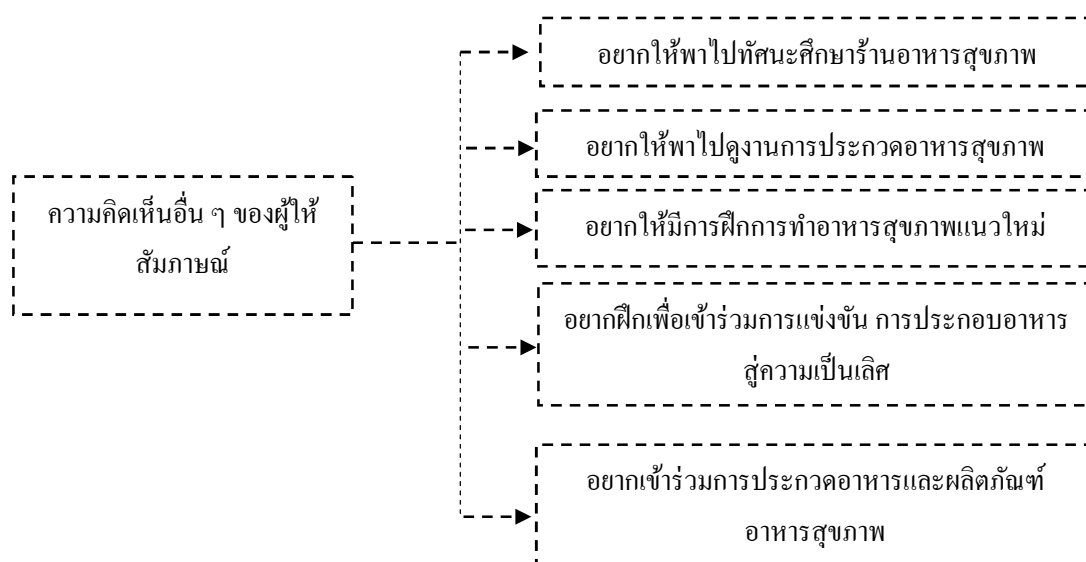 อยากให้พาไปทัศนะศึกษาร้านอาหารสุขภาพ
อยากให้พาไปดูงานการประกวดอาหารสุขภาพ
ความคิดเห็นอื่น ๆ ของผู้ให้
สัมภาษณ์
อยากให้มีการฝึกการทำอาหารสุขภาพแนวใหม่
อยากฝึกเพื่อเข้าร่วมการแข่งขัน การประกอบอาหาร
สู่ความเป็นเลิศ
อยากเข้าร่วมการประกวดอาหารและผลิตภัณฑ์
อาหารสุขภาพ